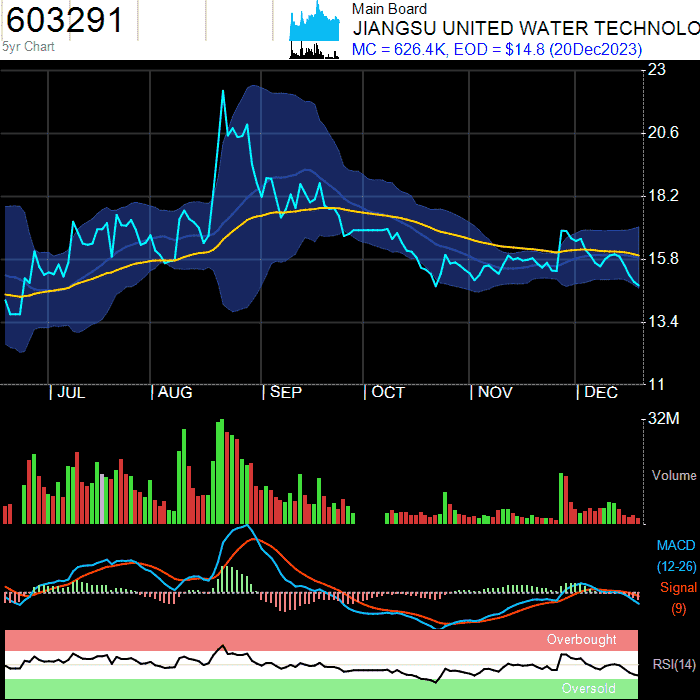 603291
5yr Chart
Main Board
JIANGSU UNITED WATER TECHNOLO
MC = 626.4K, EOD = $14.8 (20Dec2023)
23
20.6
18.2
15.8
13.4
11
| JUL | AUG | SEP | OCT | NOV | DEC
32M
Volume
MACD
(12-26)
Signal
(9)
Overbought
RSI(14)
Oversold